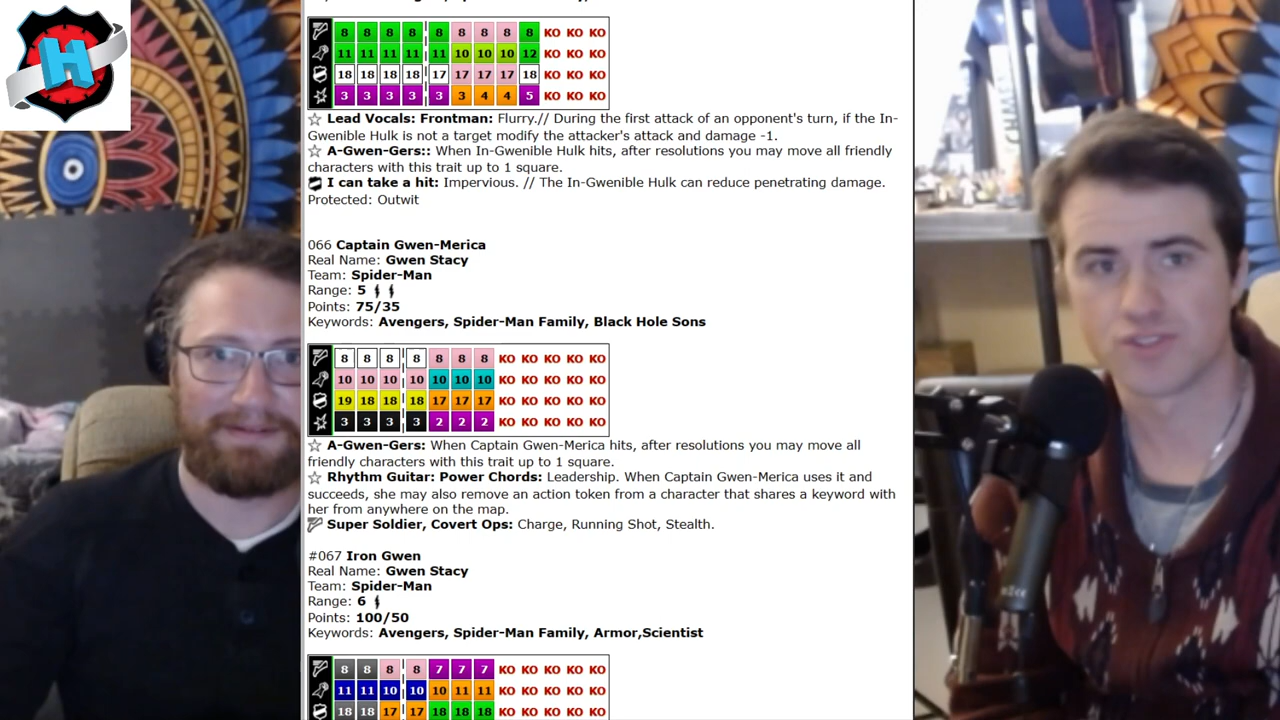 H
8 8 8 8 8 8 8 8 8 KO KO KO
11 11 11 11 11 10 10 10 12 KO KO KO
18 18 18 18 17 17 17 17 18 KO KO KO
3 3 3 3 3 3 4 4 5 KO KO KO
☆ Lead Vocals: Frontman: Flurry.// During the first attack of an opponent's turn, if the In-
Gwenible Hulk is not a target modify the attacker's attack and damage -1.
☆ A-Gwen-Gers:: When In-Gwenible Hulk hits, after resolutions you may move all friendly
characters with this trait up to 1 square.
I can take a hit: Impervious. // The In-Gwenible Hulk can reduce penetrating damage.
Protected: Outwit
066 Captain Gwen-Merica
Real Name: Gwen Stacy
Team: Spider-Man
Range: 5
Points: 75/35
Keywords: Avengers, Spider-Man Family, Black Hole Sons
8 8 8 8 8 8 8 KO KO KO KO KO
10 10 10 10 10 10 10 KO KO KO KO KO
19 18 18 18 17 17 17 KO KO KO KO KO
3 3 3 3 2 2 2 KO KO KO KO KO
☆ A-Gwen-Gers: When Captain Gwen-Merica hits, after resolutions you may move all
friendly characters with this trait up to 1 square.
☆ Rhythm Guitar: Power Chords: Leadership. When Captain Gwen-Merica uses it and
succeeds, she may also remove an action token from a character that shares a keyword with
her from anywhere on the map.
Super Soldier, Covert Ops: Charge, Running Shot, Stealth.
#067 Iron Gwen
Real Name: Gwen Stacy
Team: Spider-Man
Range: 6
Points: 100/50
Keywords: Avengers, Spider-Man Family, Armor,Scientist
8 8 8 8 7 7 7 KO KO KO KO KO
11 11 10 10 10 11 11 KO KO KO KO KO
18 18 17 17 18 18 18 KO KO KO KO KO